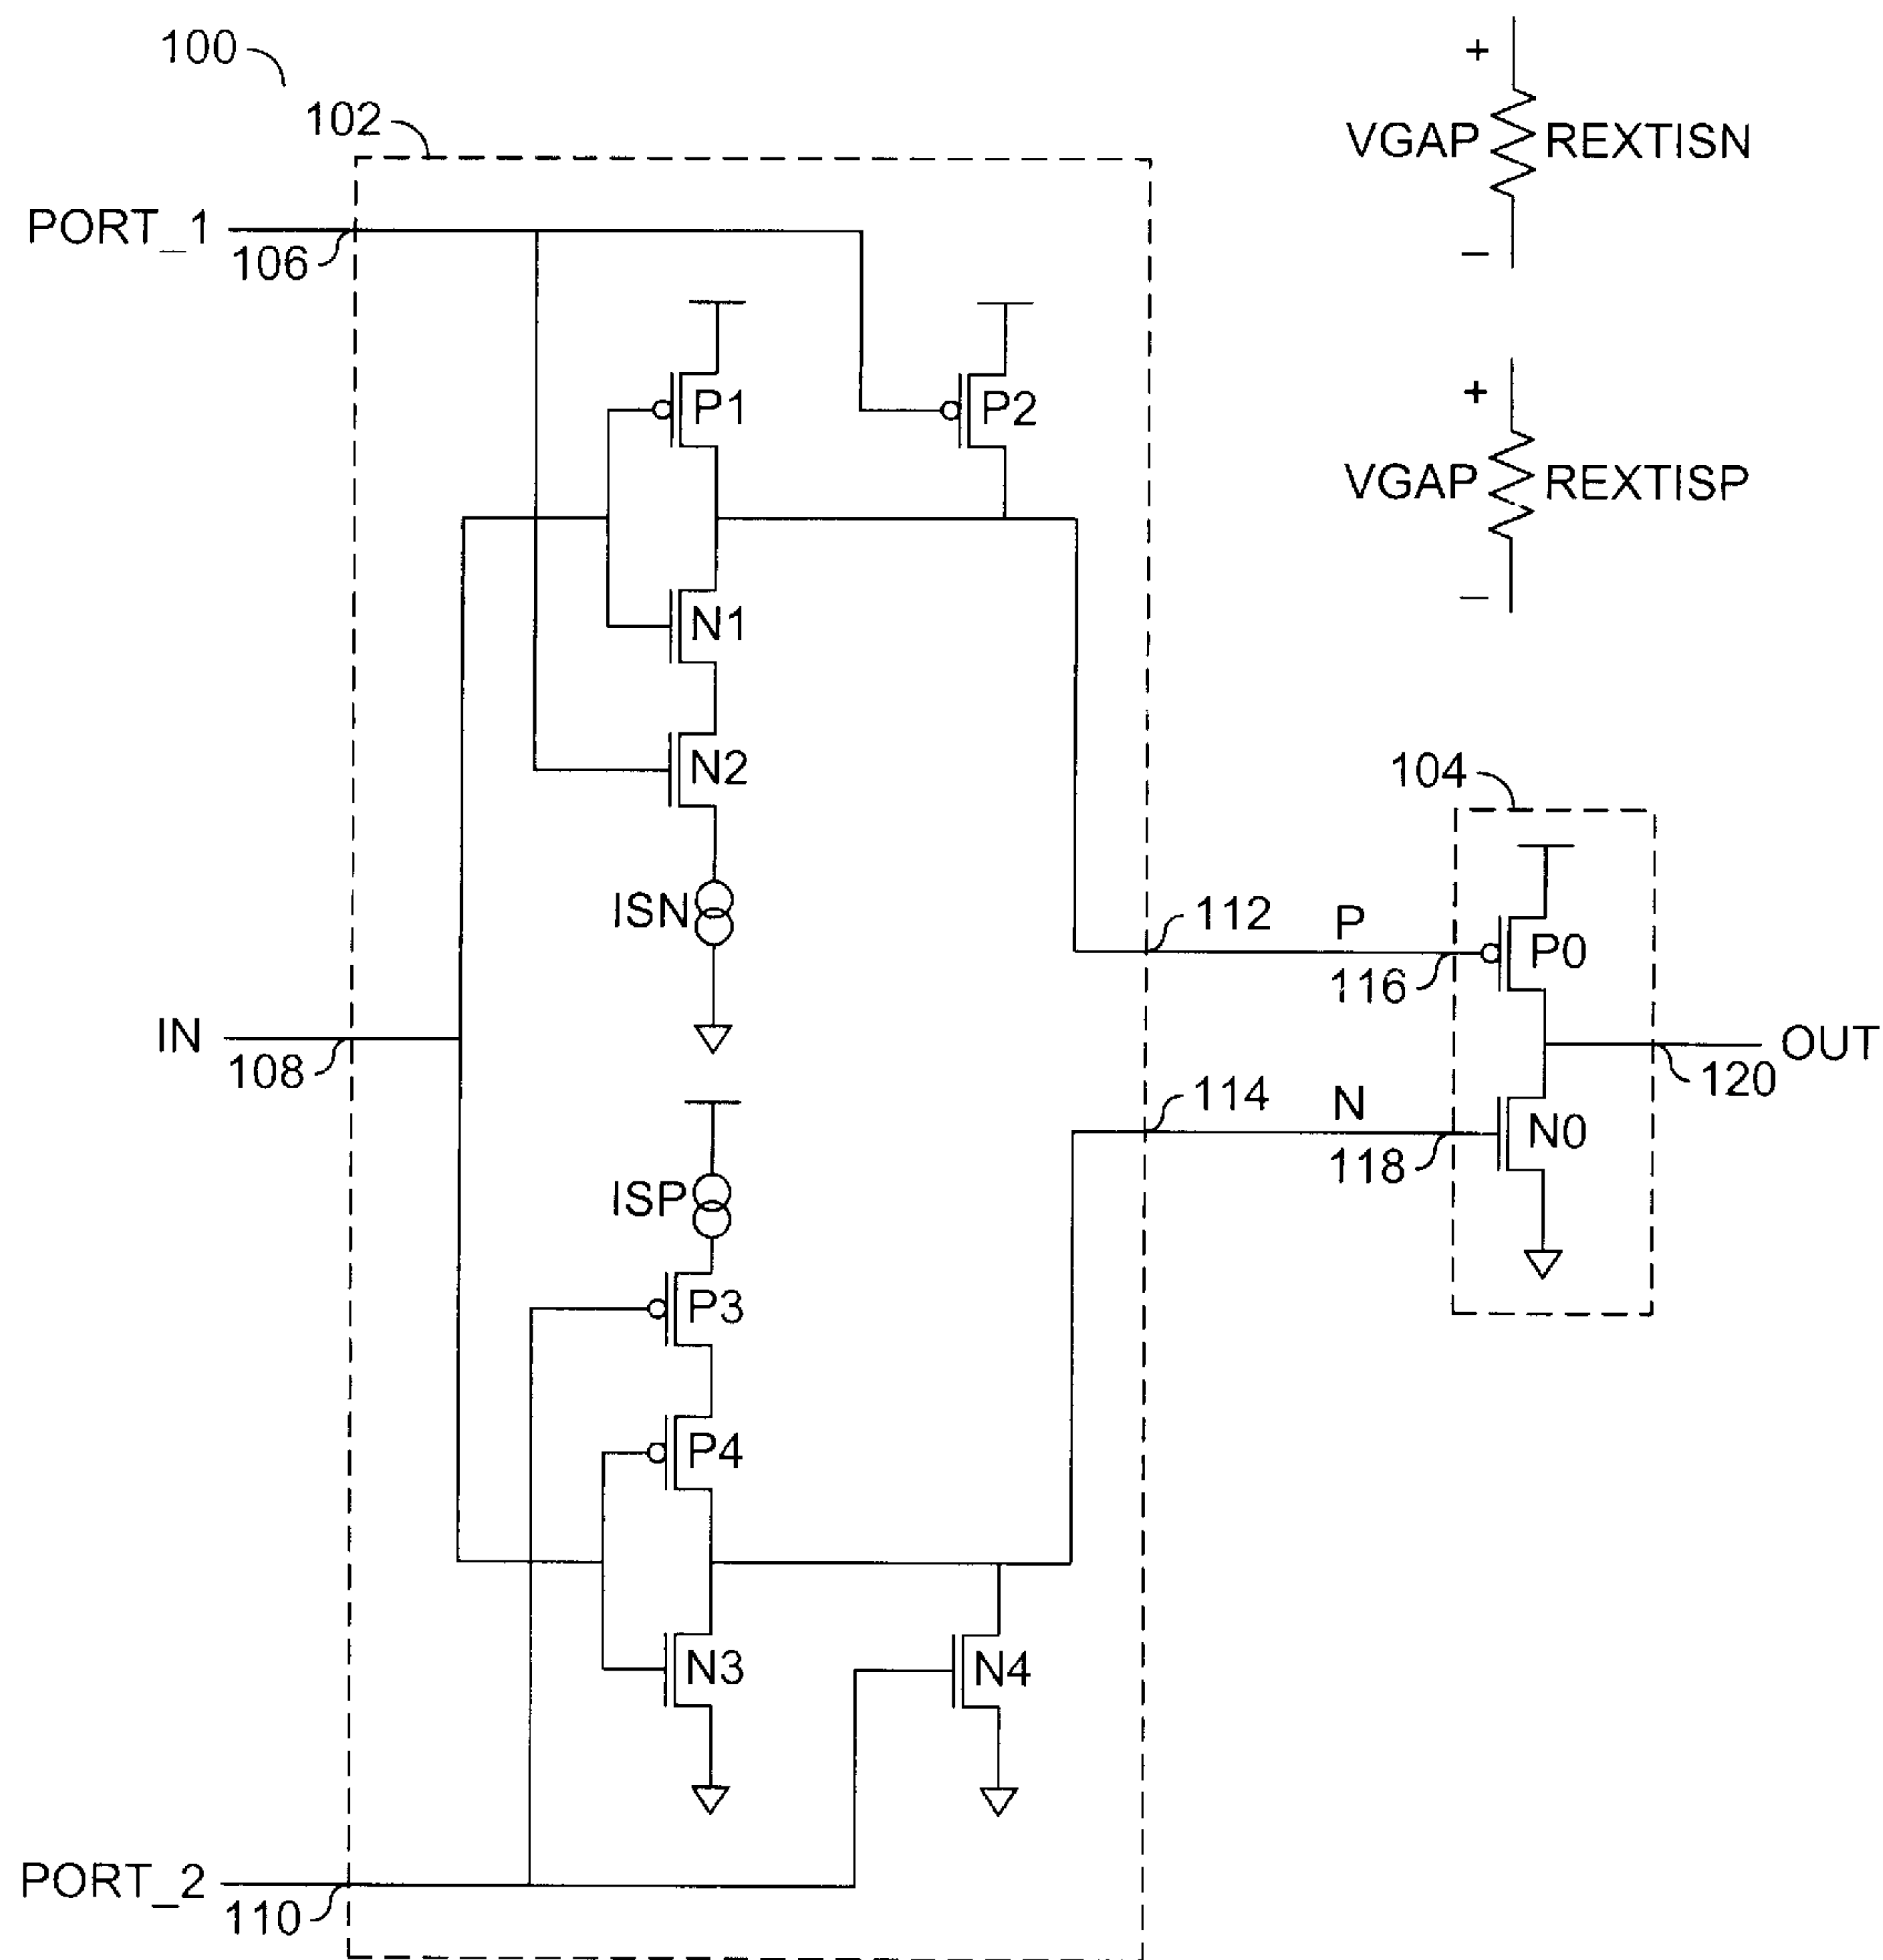 100
102
PORT_1
106
P1
P2
N1
N2
ISN
IN
108
ISP
P3
P4
N3
N4
PORT_2
110
+
VGAP REXTISN
–
+
VGAP REXTISP
–
104
112
P
116
P0
OUT
120
114
N
118
N0